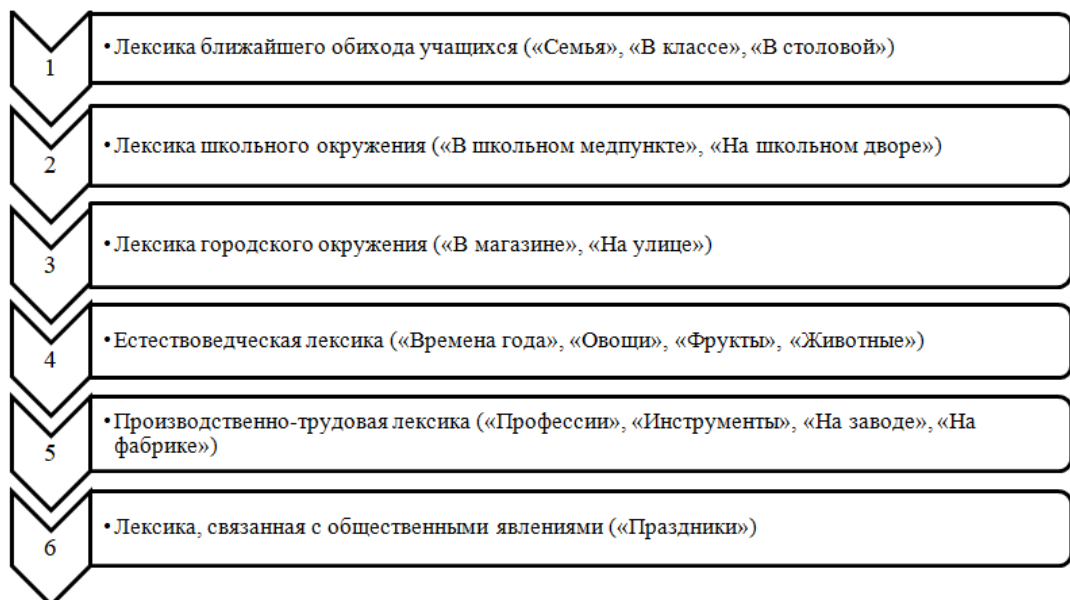 1
• Лексика ближайшего обихода учащихся («Семья», «В классе», «В столовой»)
2
• Лексика школьного окружения («В школьном медпункте», «На школьном дворе»)
3
• Лексика городского окружения («В магазине», «На улице»)
4
• Естествоведческая лексика («Времена года», «Овощи», «Фрукты», «Животные»)
5
• Производственно-трудовая лексика («Профессии», «Инструменты», «На заводе», «На
фабрике»)
6
• Лексика, связанная с общественными явлениями («Праздники»)